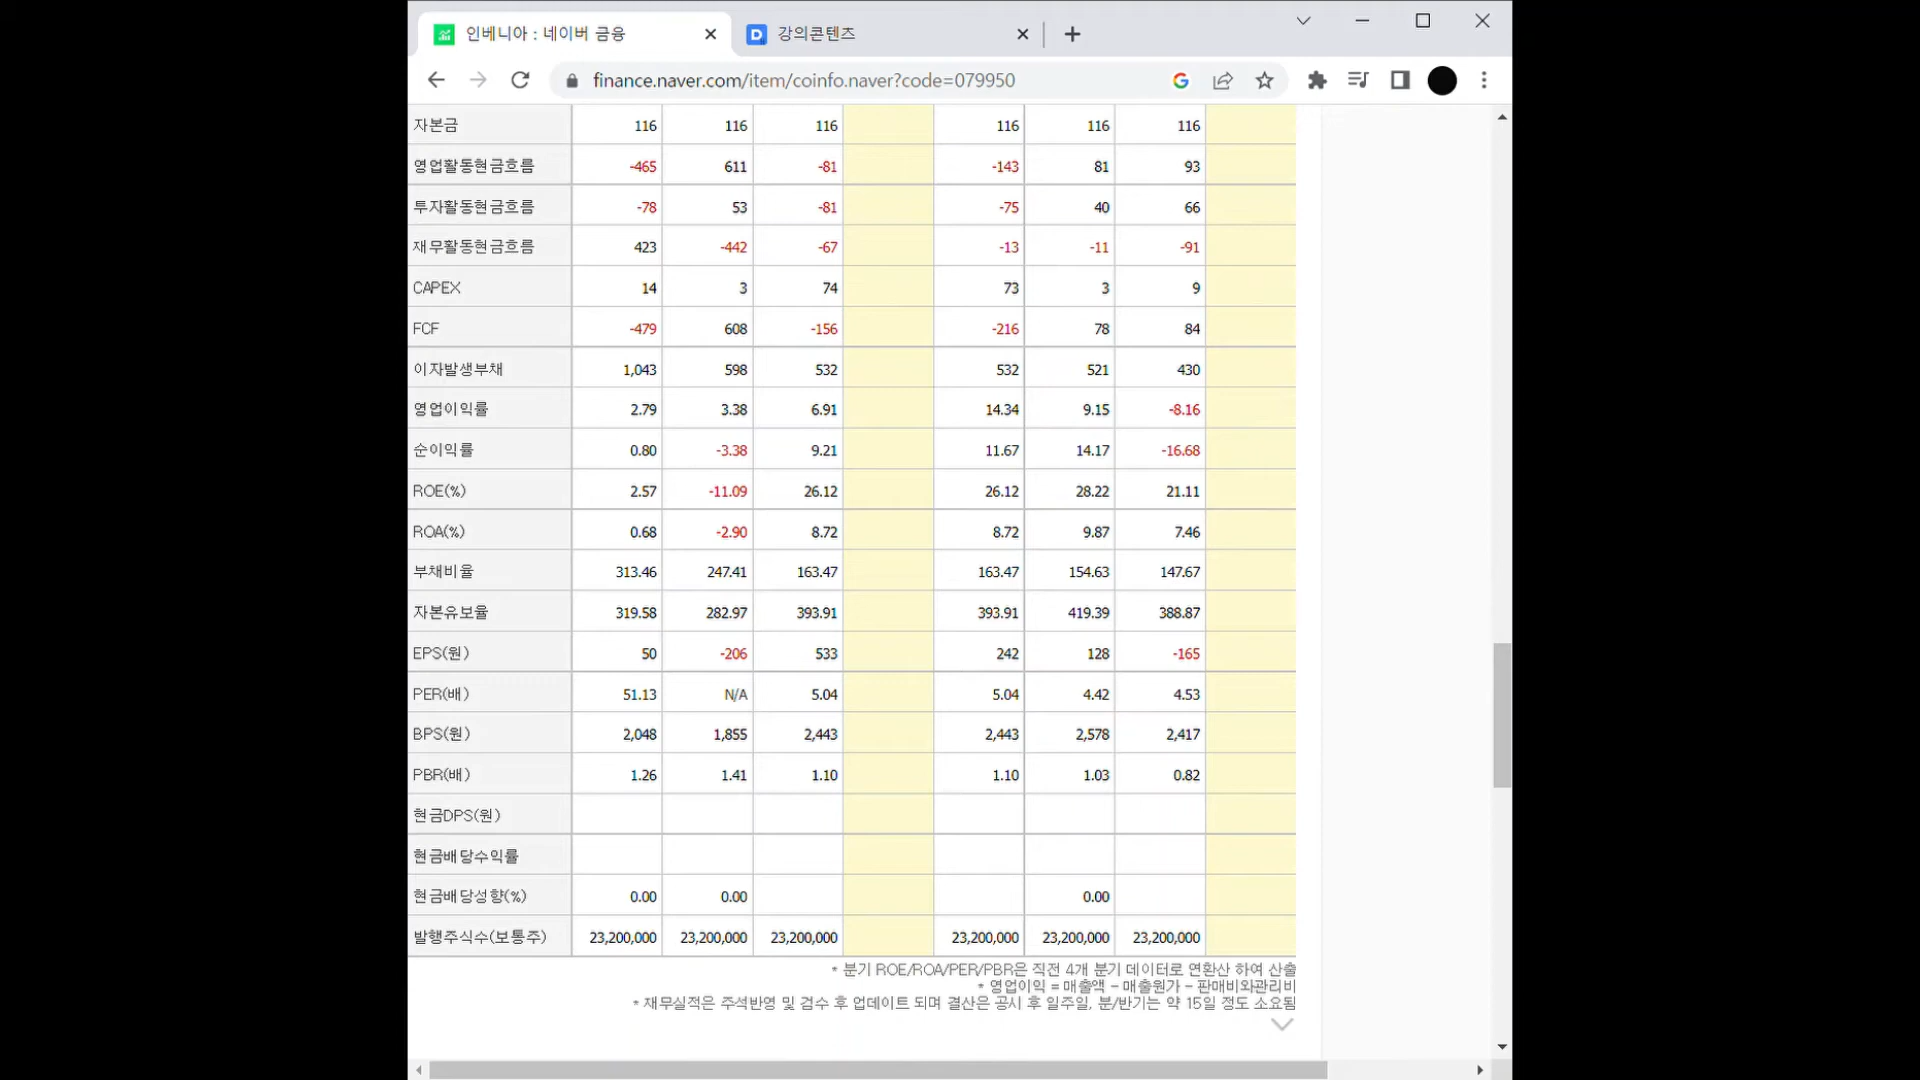 인베니아 : 네이버 금융
강의콘텐츠
finance.naver.com/item/coinfo.naver?code=079950
자본금 116 116 116 116 116 116
영업활동현금흐름 -465 611 -81 -143 81 93
투자활동현금흐름 -78 53 -81 -75 40 66
재무활동현금흐름 423 -442 -67 -13 -11 -91
CAPEX 14 3 74 73 3 9
FCF -479 608 -156 -216 78 84
이자발생부채 1,043 598 532 532 521 430
영업이익률 2.79 3.38 6.91 14.34 9.15 -8.16
순이익률 0.80 -3.38 9.21 11.67 14.17 -16.68
ROE(%) 2.57 -11.09 26.12 26.12 28.22 21.11
ROA(%) 0.68 -2.90 8.72 8.72 9.87 7.46
부채비율 313.46 247.41 163.47 163.47 154.63 147.67
자본유보율 319.58 282.97 393.91 393.91 419.39 388.87
EPS(원) 50 -206 533 242 128 -165
PER(배) 51.13 N/A 5.04 5.04 4.42 4.53
BPS(원) 2,048 1,855 2,443 2,443 2,578 2,417
PBR(배) 1.26 1.41 1.10 1.10 1.03 0.82
현금DPS(원)
현금배당수익률
현금배당성향(%) 0.00 0.00 0.00
발행주식수(보통주) 23,200,000 23,200,000 23,200,000 23,200,000 23,200,000 23,200,000
* 분기 ROE/ROA/PER/PBR은 직전 4개 분기 데이터로 연환산 하여 산출
* 영업이익 = 매출액 - 매출원가 - 판매비와관리비
* 재무실적은 주석반영 및 검수 후 업데이트 되며 결산은 공시 후 일주일, 분/반기는 약 15일 정도 소요됨